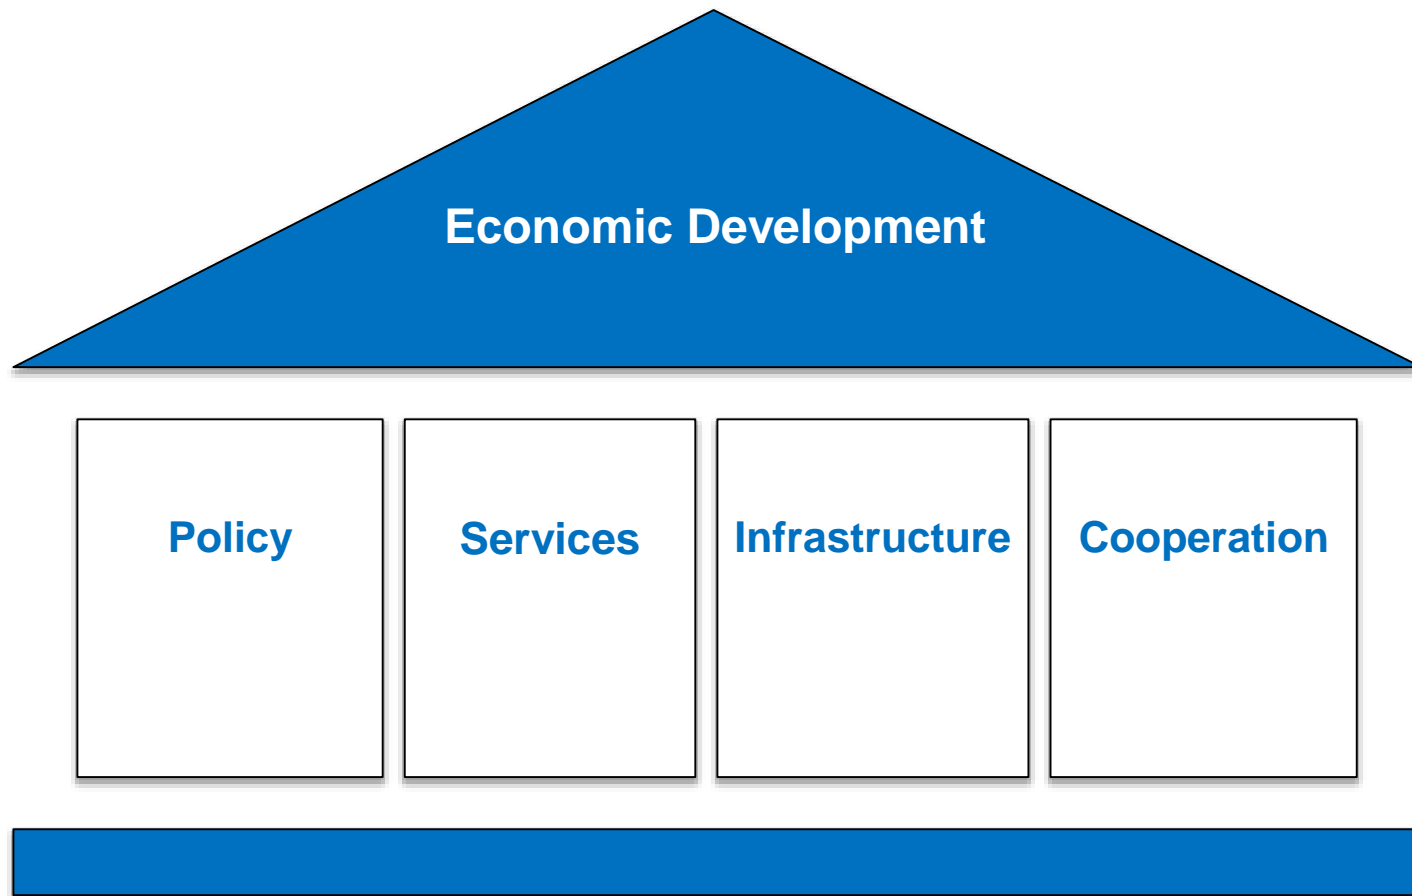 Economic Development
Policy
Services
Infrastructure
Cooperation